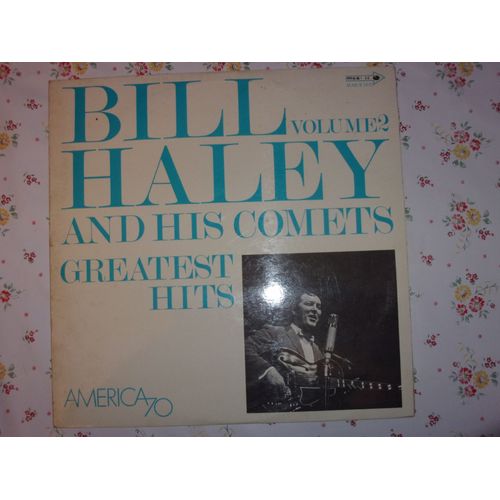 BILL
VOLUME 2
HALEY
AND HIS COMETS
GREATEST
HITS
AMERICA 70